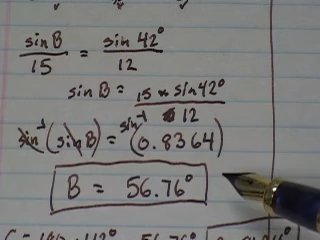 sin B / 15 = sin 42° / 12
sin B = 15 × sin 42° / 12
sin⁻¹(sin B) = sin⁻¹(0.8364)
B = 56.76°